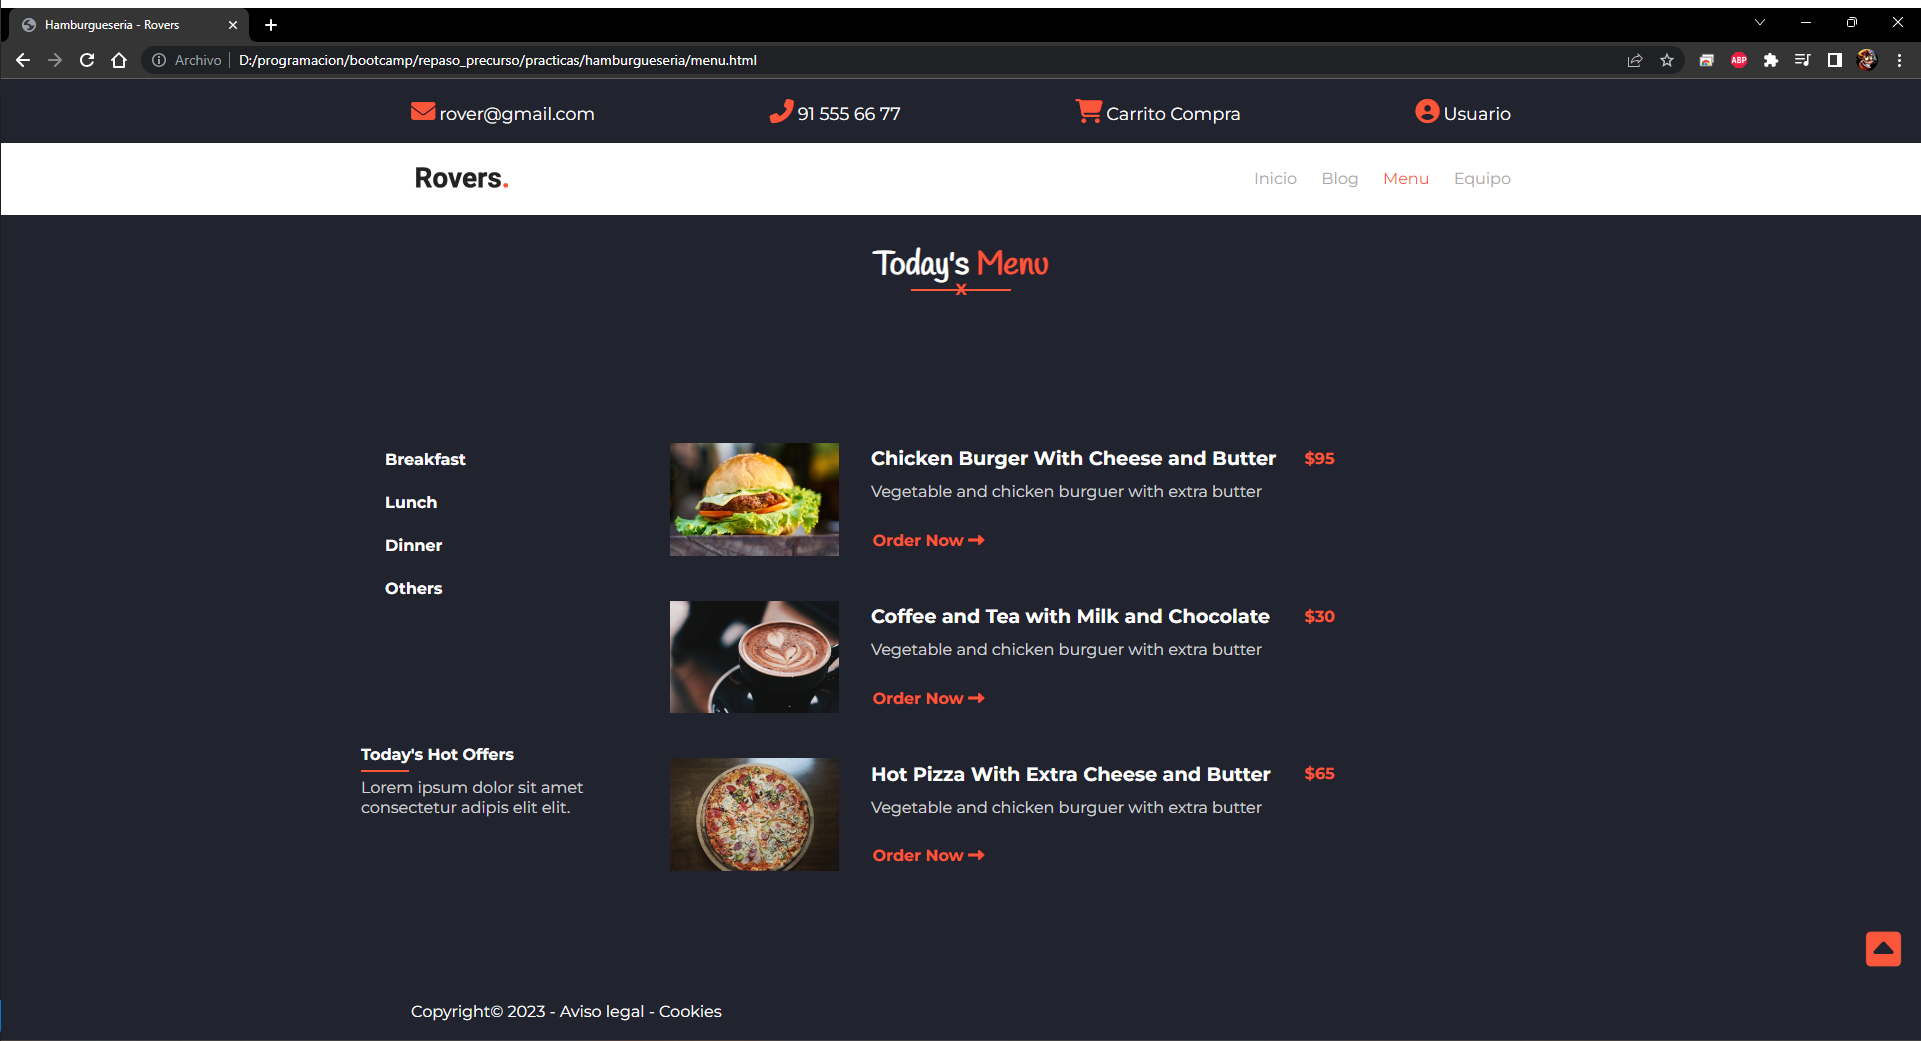 Hamburgueseria - Rovers
Archivo D:/programacion/bootcamp/repaso_precurso/practicas/hamburgueseria/menu.html
ABP
rover@gmail.com 91 555 66 77 Carrito Compra Usuario
Rovers. Inicio Blog Menu Equipo
Today's Menu
x
Breakfast
Lunch
Dinner
Others
Today's Hot Offers
Lorem ipsum dolor sit amet
consectetur adipis elit elit.
Chicken Burger With Cheese and Butter $95
Vegetable and chicken burguer with extra butter
Order Now
Coffee and Tea with Milk and Chocolate $30
Vegetable and chicken burguer with extra butter
Order Now
Hot Pizza With Extra Cheese and Butter $65
Vegetable and chicken burguer with extra butter
Order Now
Copyright© 2023 - Aviso legal - Cookies